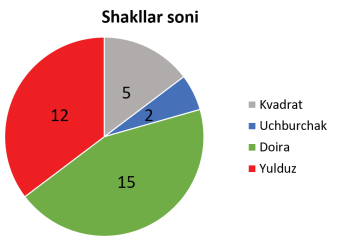 Shakllar soni
5
2
15
12
Kvadrat
Uchburchak
Doira
Yulduz